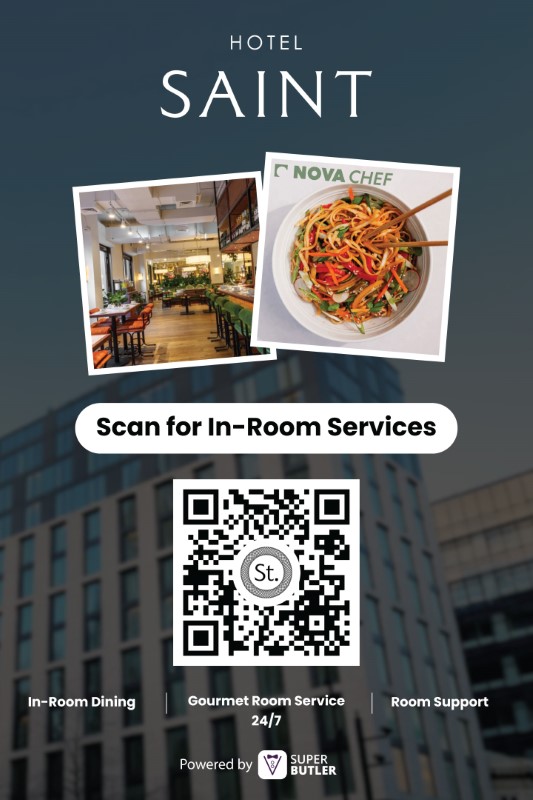 HOTEL
SAINT
NOVA CHEF
Scan for In-Room Services
St.
In-Room Dining
Gourmet Room Service
24/7
Room Support
Powered by SUPER
BUTLER